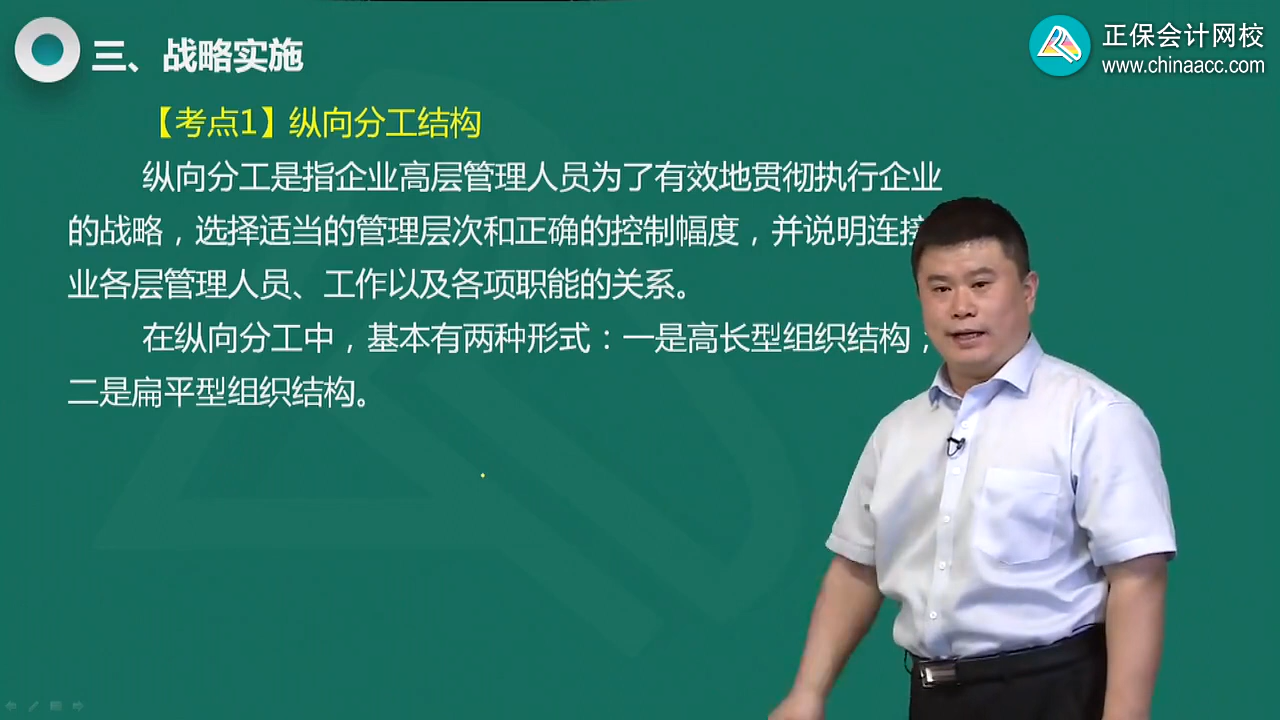 三、战略实施
正保会计网校
www.chinaacc.com
【考点1】纵向分工结构
纵向分工是指企业高层管理人员为了有效地贯彻执行企业
的战略，选择适当的管理层次和正确的控制幅度，并说明连接
业各层管理人员、工作以及各项职能的关系。
在纵向分工中，基本有两种形式：一是高长型组织结构；
二是扁平型组织结构。